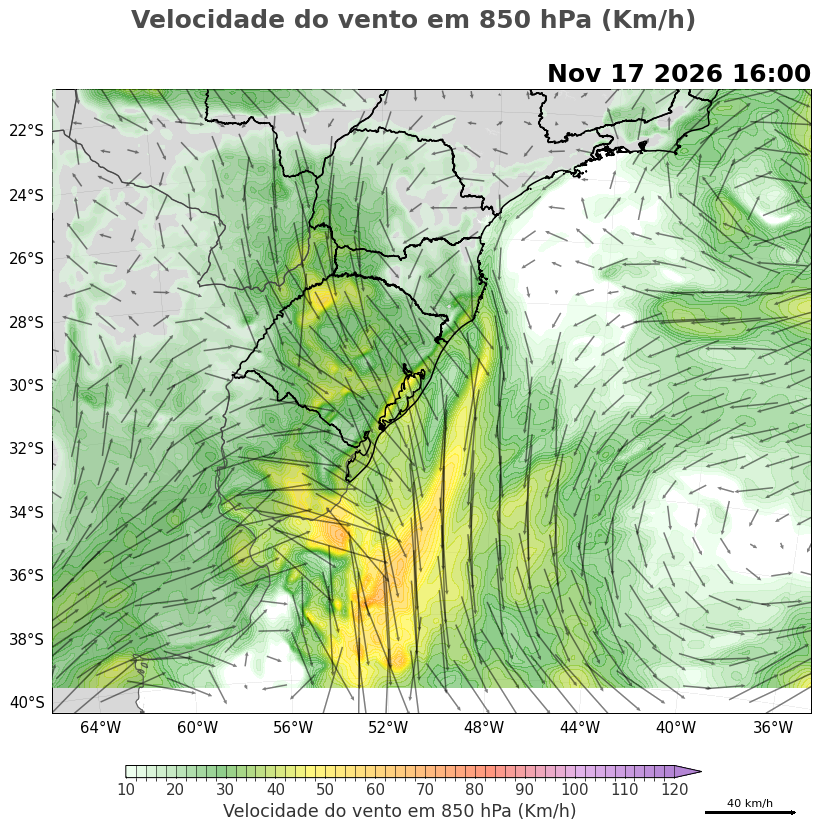 Velocidade do vento em 850 hPa (Km/h)
Nov 17 2026 16:00
22°S
24°S
26°S
28°S
30°S
32°S
34°S
36°S
38°S
40°S
64°W 60°W 56°W 52°W 48°W 44°W 40°W 36°W
10 20 30 40 50 60 70 80 90 100 110 120
Velocidade do vento em 850 hPa (Km/h)
40 km/h